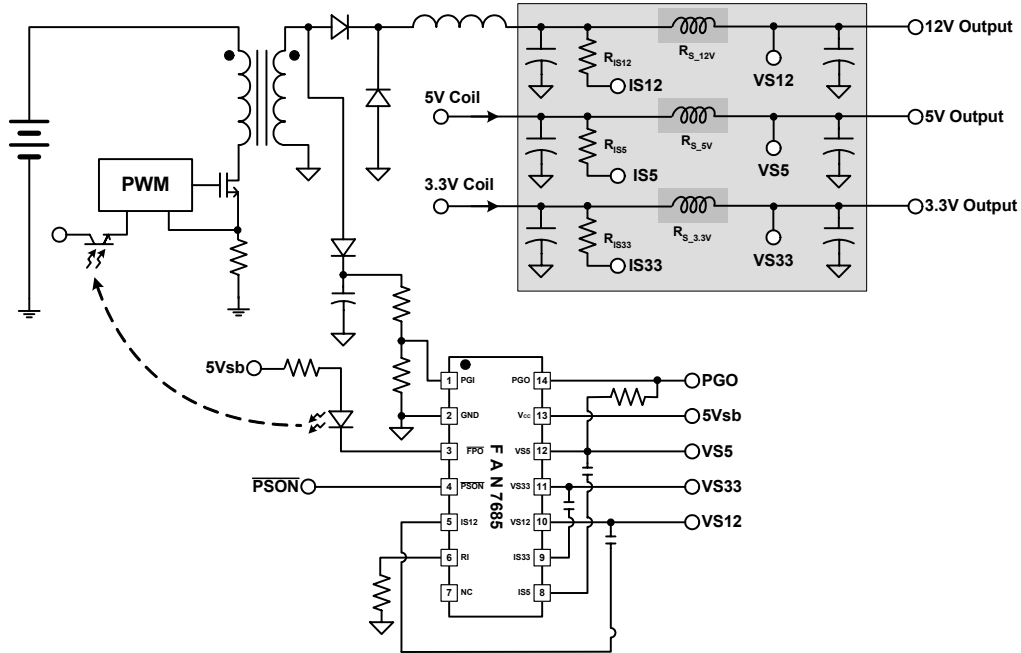 12V Output
R_IS12
R_S_12V
IS12
VS12
5V Coil
5V Output
R_IS5
R_S_5V
IS5
VS5
PWM
3.3V Coil
3.3V Output
R_IS33
R_S_3.3V
IS33
VS33
5Vsb
1 PGI PGO 14 PGO
2 GND Vcc 13 5Vsb
3 FPO VS5 12 VS5
PSON 4 PSON VS33 11 VS33
5 IS12 VS12 10 VS12
6 RI IS33 9
7 NC IS5 8
FAN7685